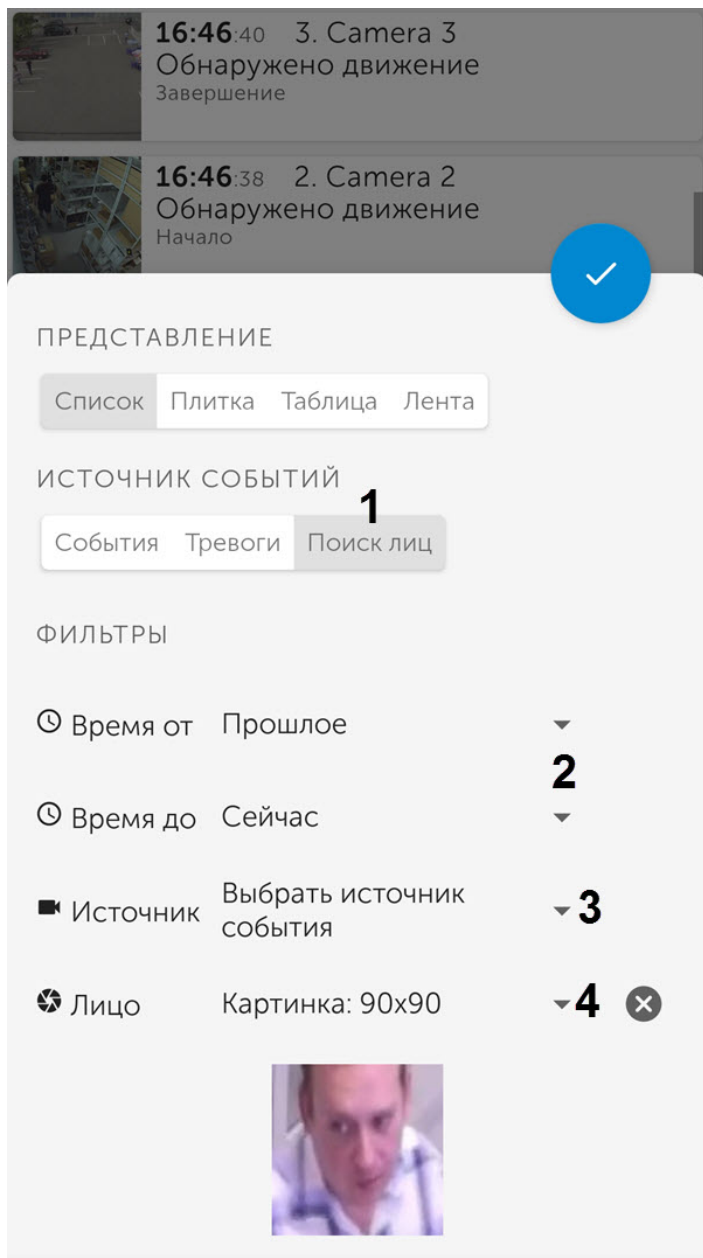 16:46:40 3. Camera 3
Обнаружено движение
Завершение
16:46:38 2. Camera 2
Обнаружено движение
Начало
ПРЕДСТАВЛЕНИЕ
Список Плитка Таблица Лента
ИСТОЧНИК СОБЫТИЙ
1
События Тревоги Поиск лиц
ФИЛЬТРЫ
Время от Прошлое
2
Время до Сейчас
Источник Выбрать источник
события
3
Лицо Картинка: 90x90 4